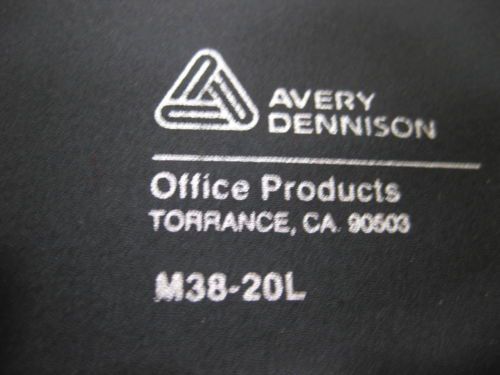 AVERY
DENNISON
Office Products
TORRANCE, CA. 90503
M38-20L